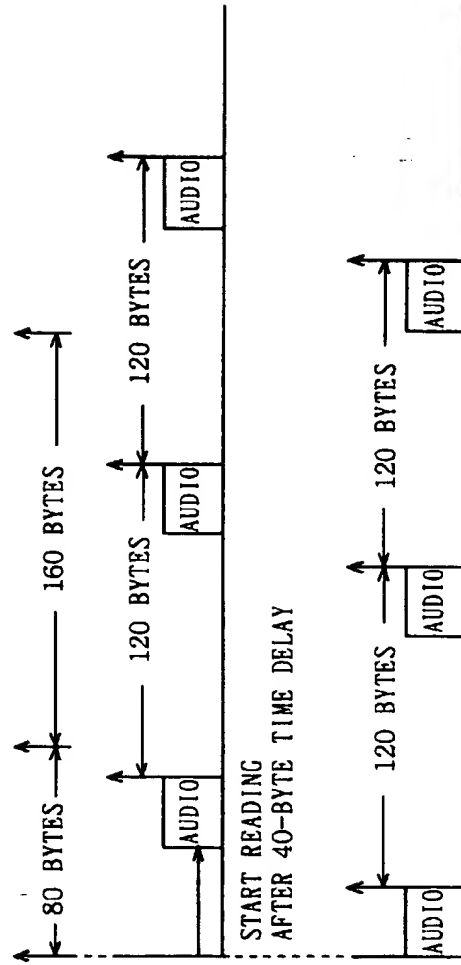 80 BYTES
160 BYTES
120 BYTES
120 BYTES
AUDIO
AUDIO
AUDIO
START READING
AFTER 40-BYTE TIME DELAY
120 BYTES
120 BYTES
AUDIO
AUDIO
AUDIO